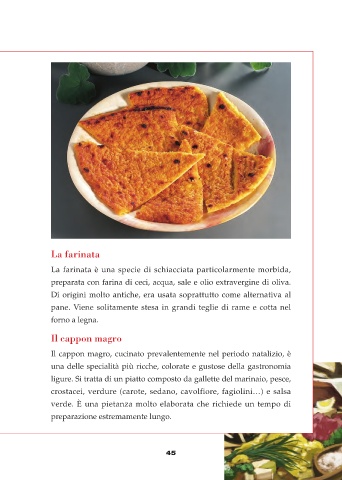 La farinata
La farinata è una specie di schiacciata particolarmente morbida,
preparata con farina di ceci, acqua, sale e olio extravergine di oliva.
Di origini molto antiche, era usata soprattutto come alternativa al
pane. Viene solitamente stesa in grandi teglie di rame e cotta nel
forno a legna.
Il cappon magro
Il cappon magro, cucinato prevalentemente nel periodo natalizio, è
una delle specialità più ricche, colorate e gustose della gastronomia
ligure. Si tratta di un piatto composto da gallette del marinaio, pesce,
crostacei, verdure (carote, sedano, cavolfiore, fagiolini…) e salsa
verde. È una pietanza molto elaborata che richiede un tempo di
preparazione estremamente lungo.
45